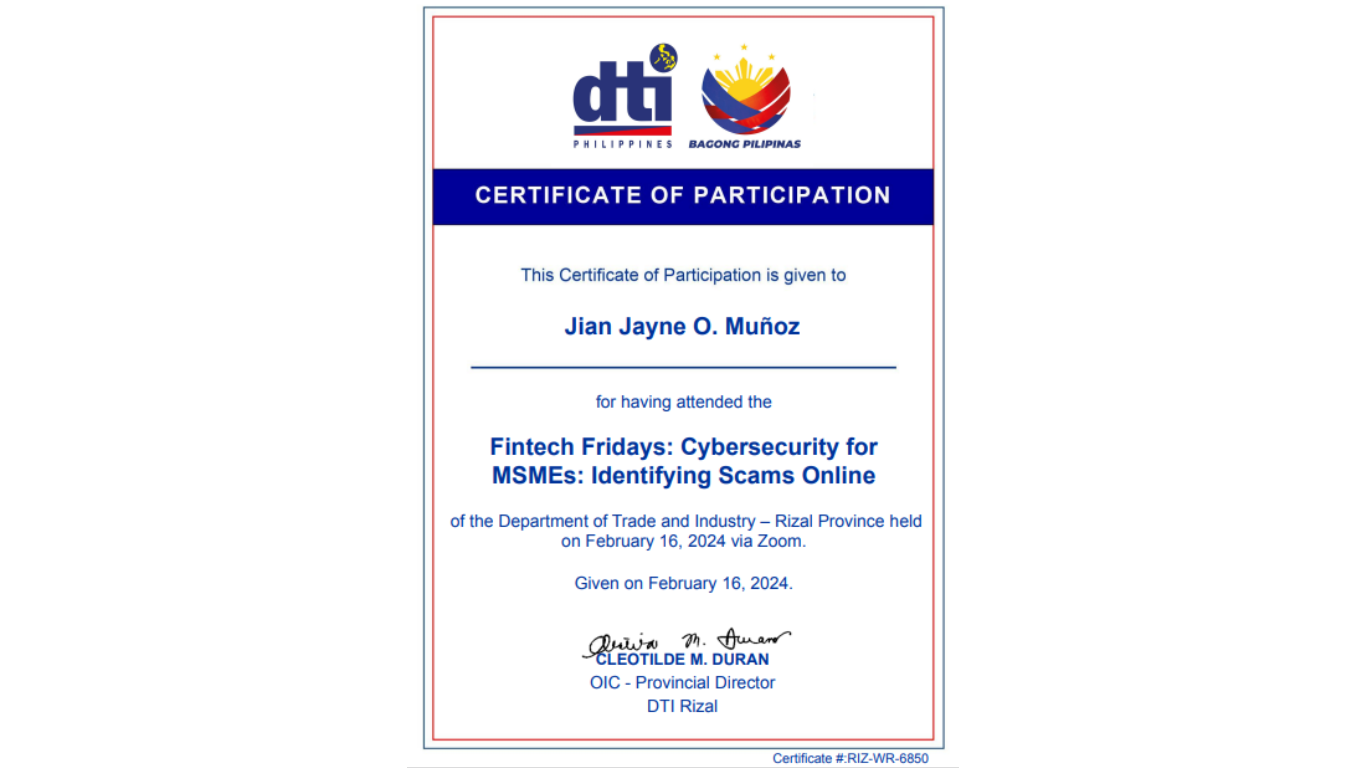 dti
PHILIPPINES
BAGONG PILIPINAS
CERTIFICATE OF PARTICIPATION
This Certificate of Participation is given to
Jian Jayne O. Muñoz
for having attended the
Fintech Fridays: Cybersecurity for
MSMEs: Identifying Scams Online
of the Department of Trade and Industry – Rizal Province held
on February 16, 2024 via Zoom.
Given on February 16, 2024.
CLEOTILDE M. DURAN
OIC - Provincial Director
DTI Rizal
Certificate #:RIZ-WR-6850